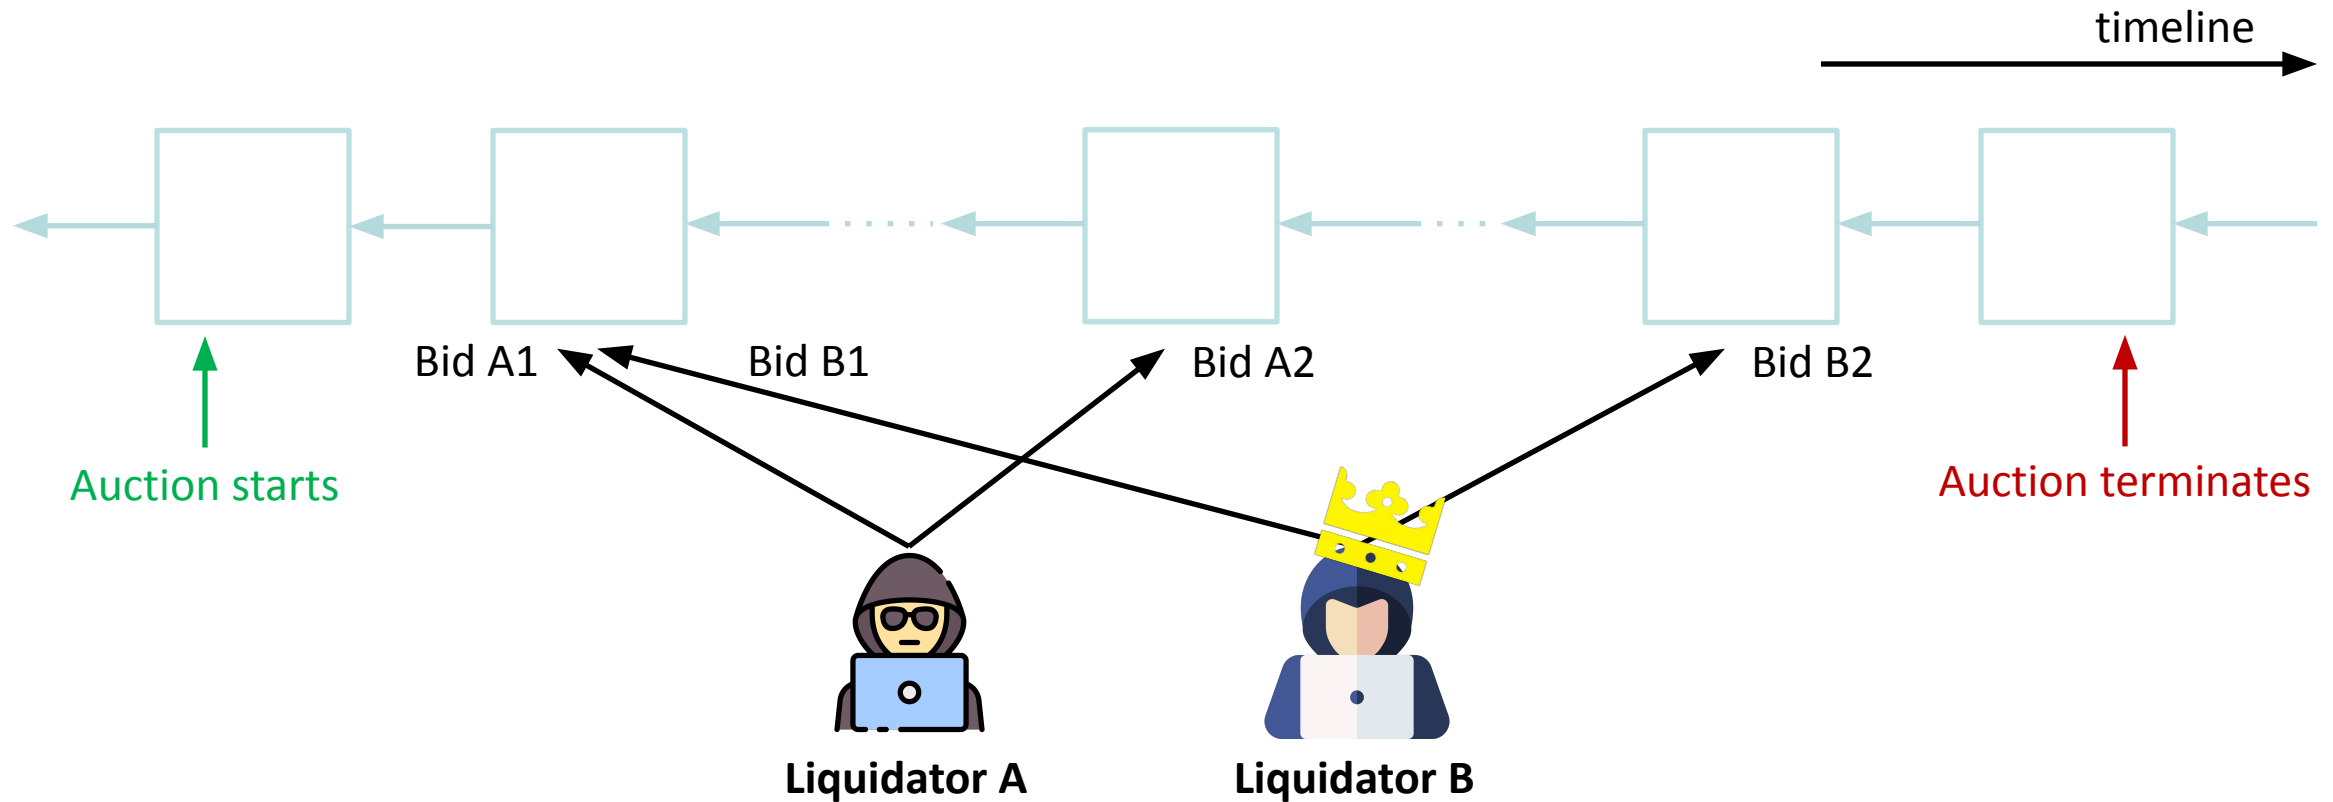 timeline
Bid A1
Bid B1
Bid A2
Bid B2
Auction starts
Auction terminates
Liquidator A
Liquidator B